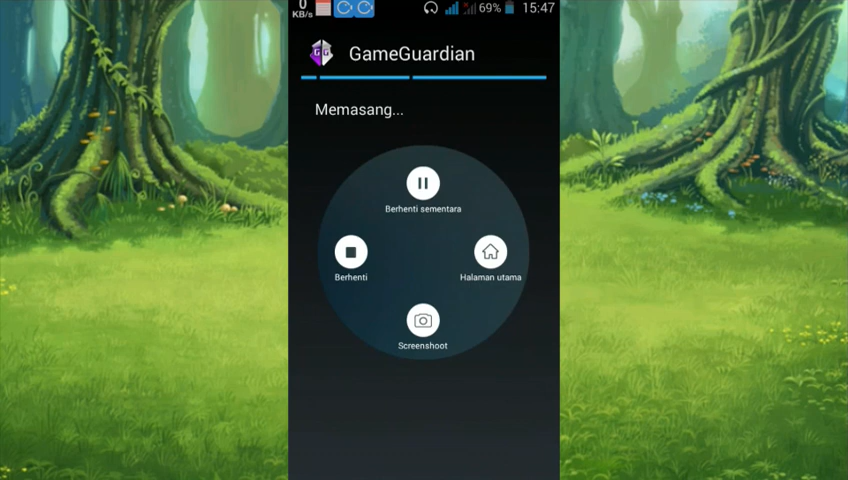 0
KB/s
69%
15:47
GameGuardian
Memasang...
Berhenti sementara
Berhenti
Halaman utama
Screenshoot